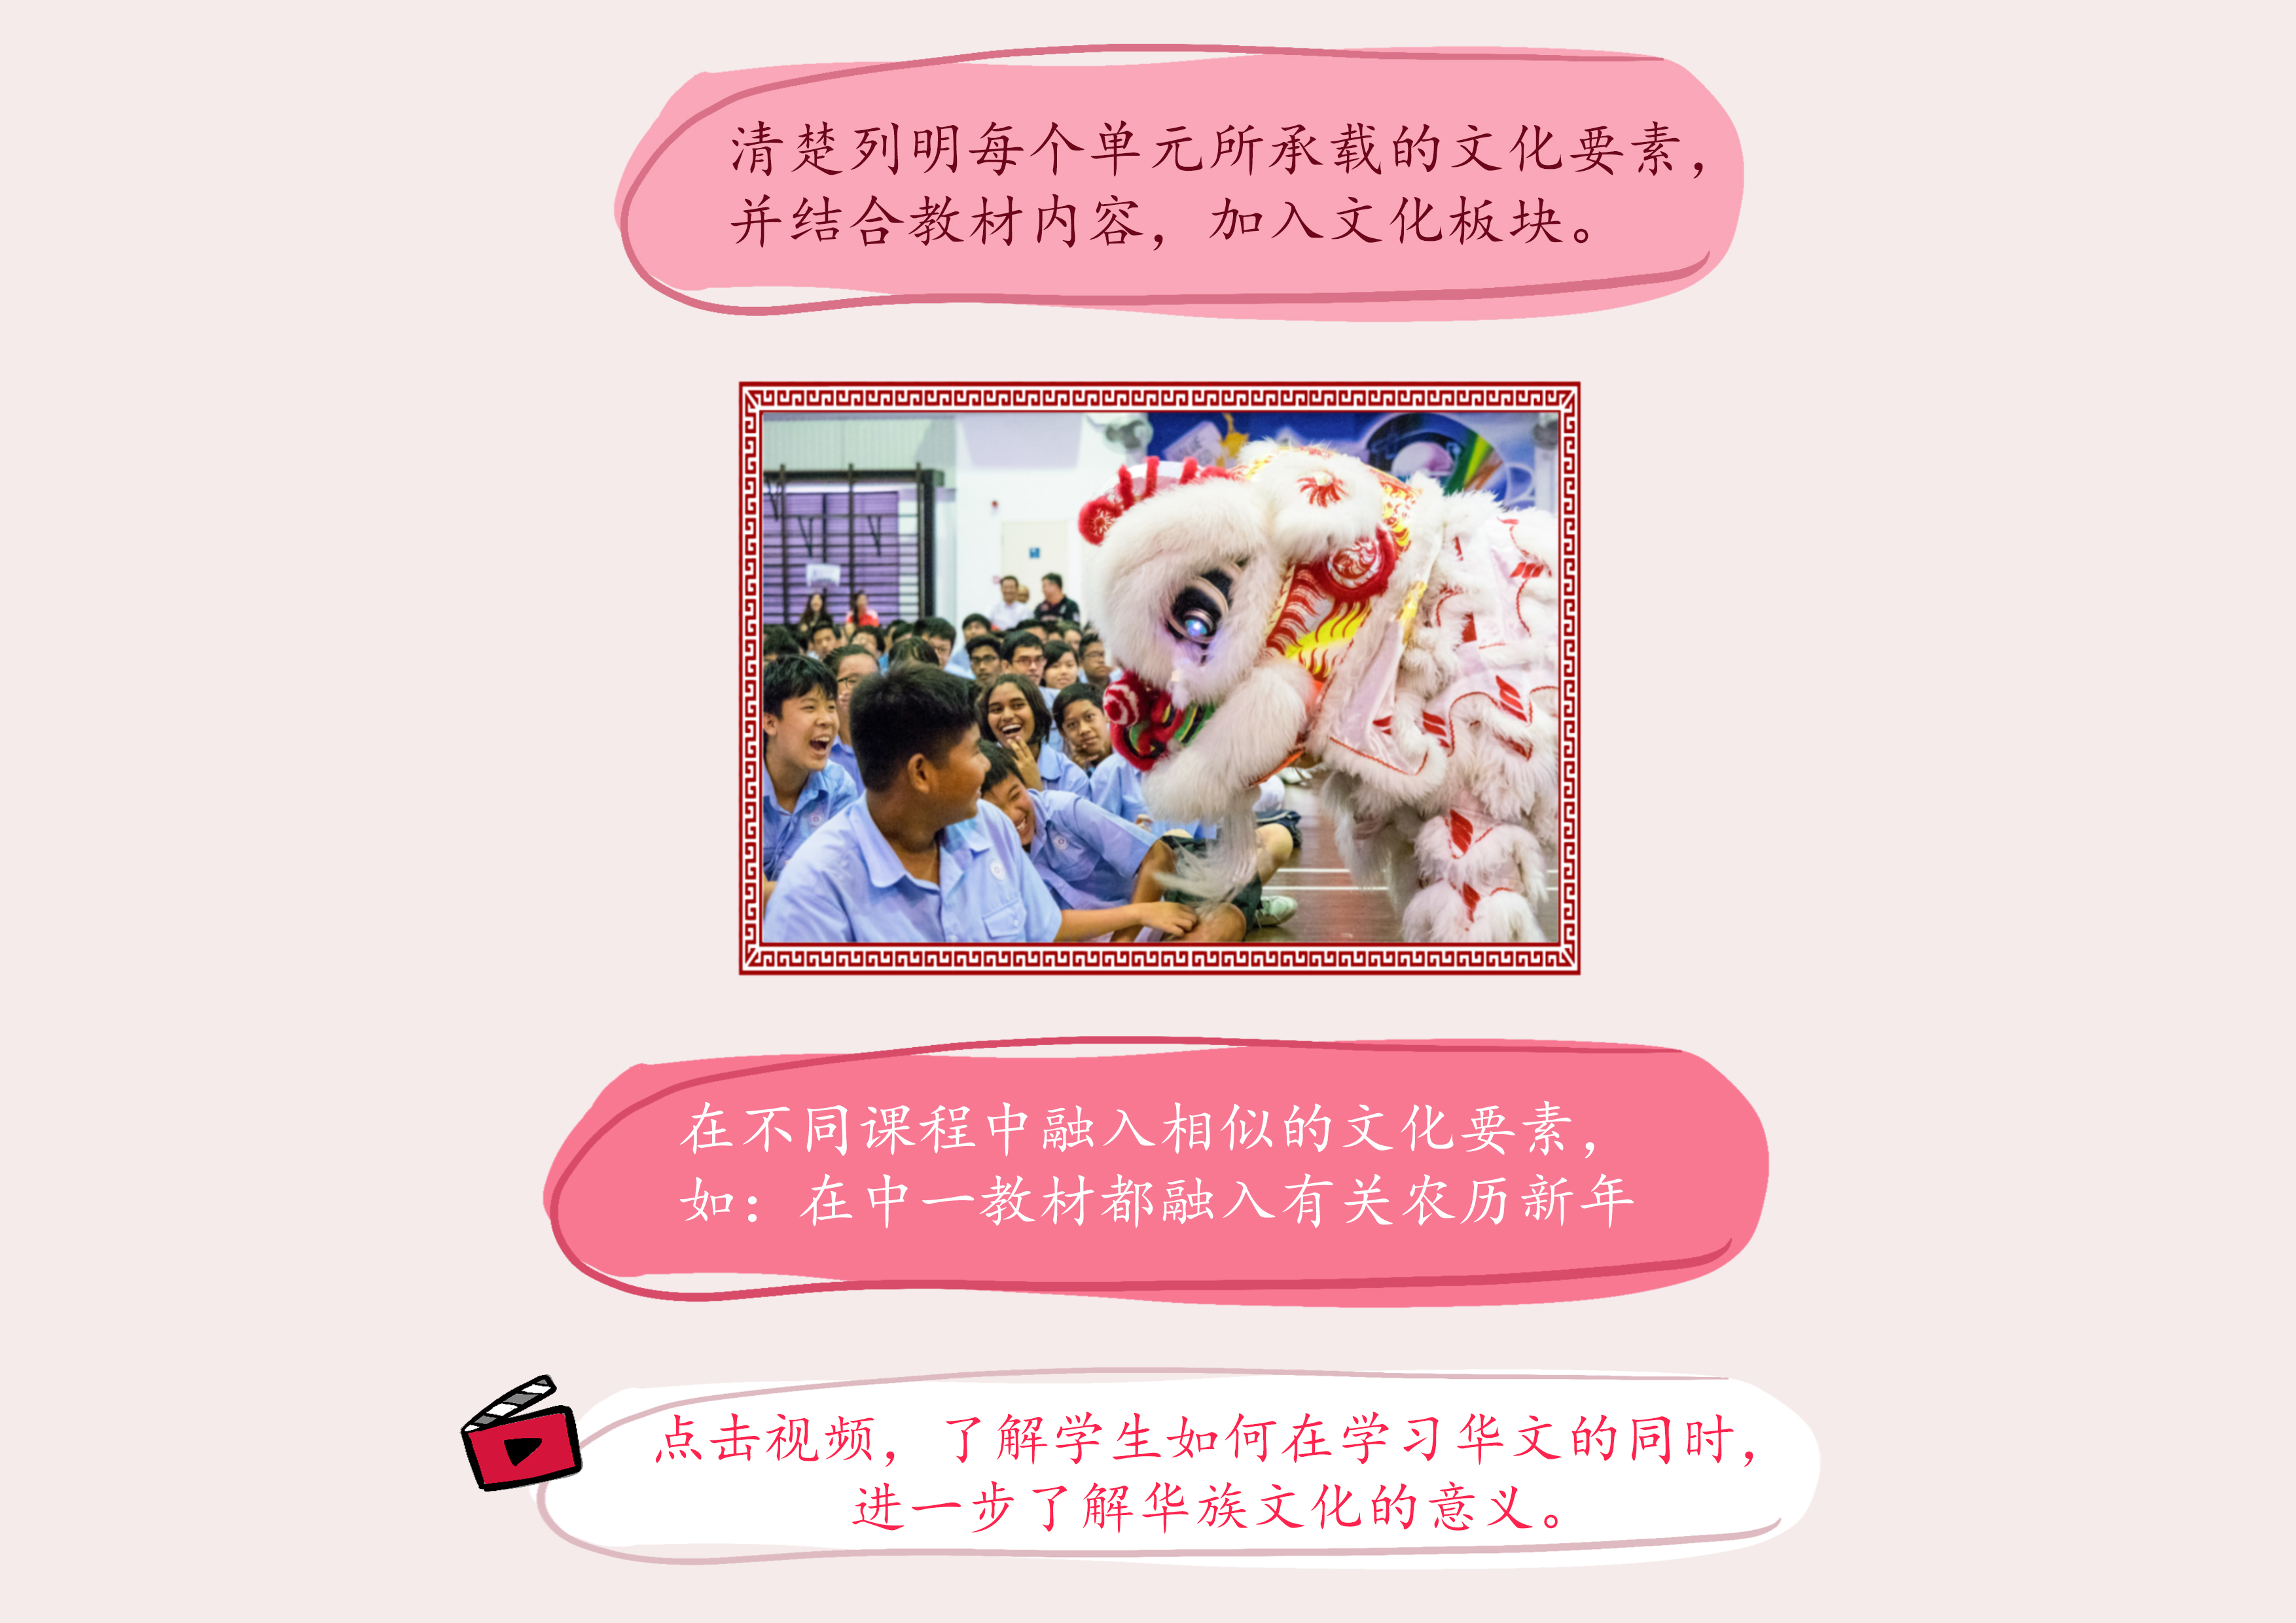 清楚列明每个单元所承载的文化要素，
并结合教材内容，加入文化板块。
在不同课程中融入相似的文化要素，
如：在中一教材都融入有关农历新年
点击视频，了解学生如何在学习华文的同时，
进一步了解华族文化的意义。